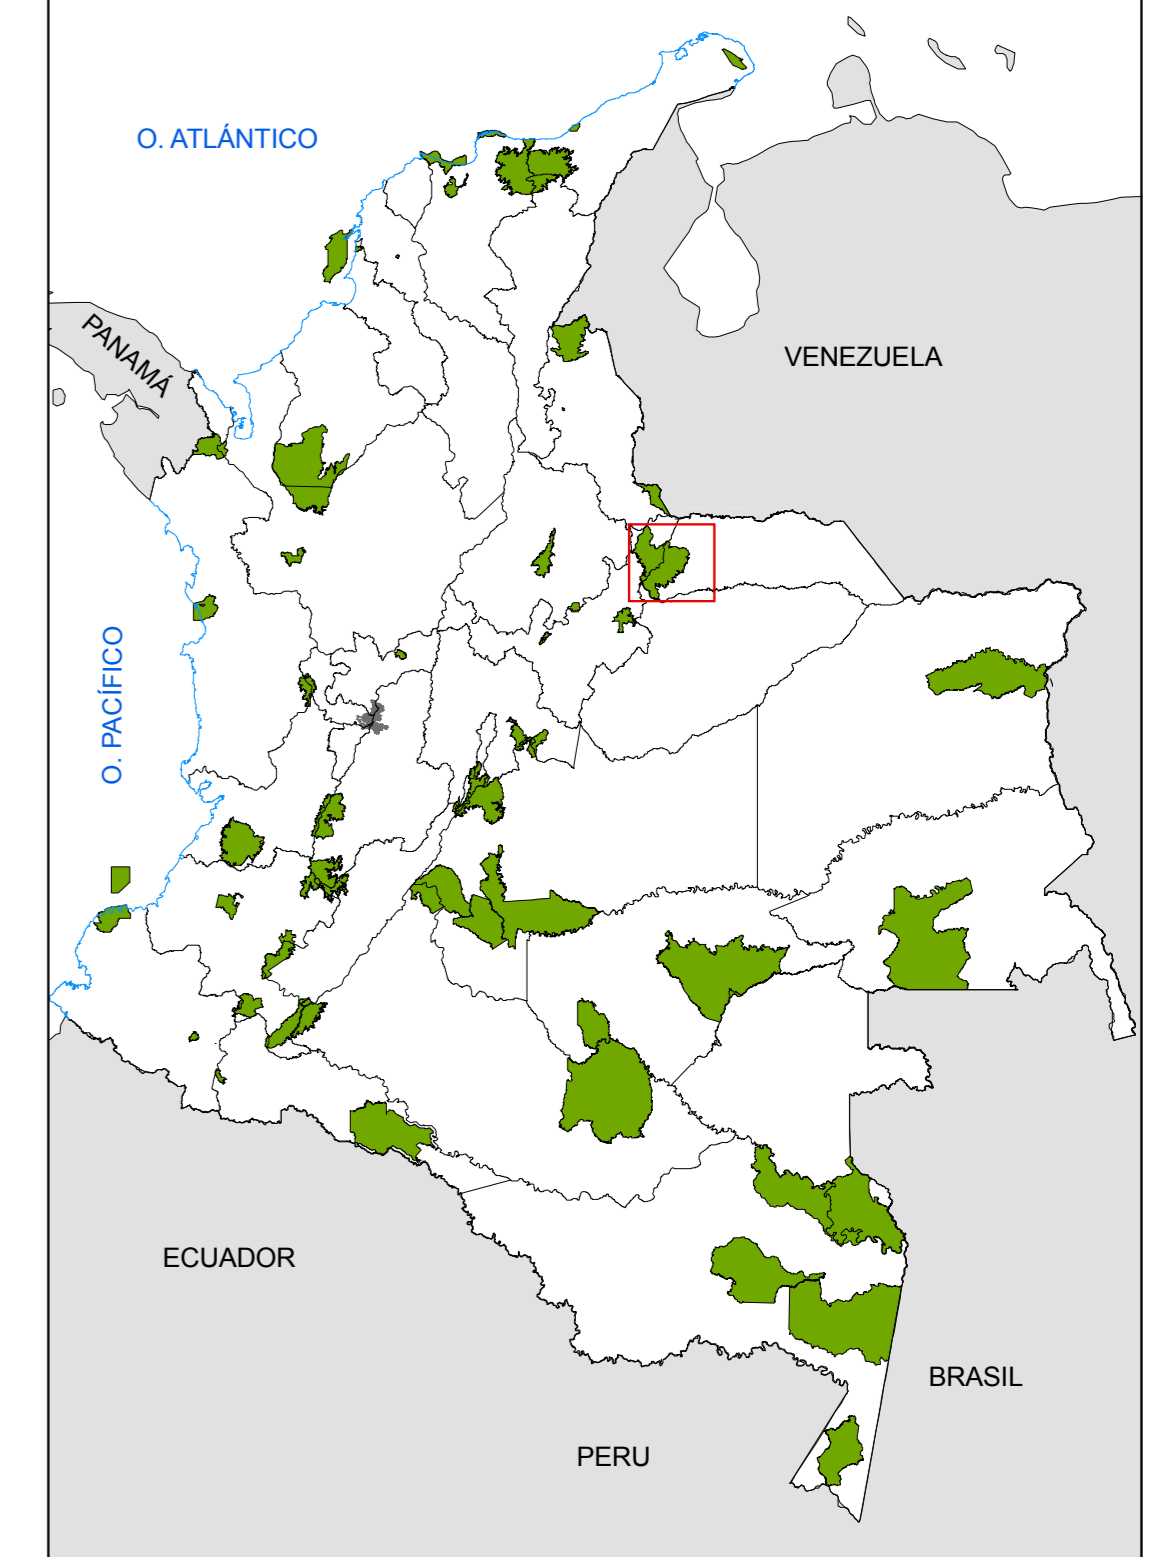 O. ATLÁNTICO
PANAMÁ
VENEZUELA
O. PACÍFICO
ECUADOR
BRASIL
PERU